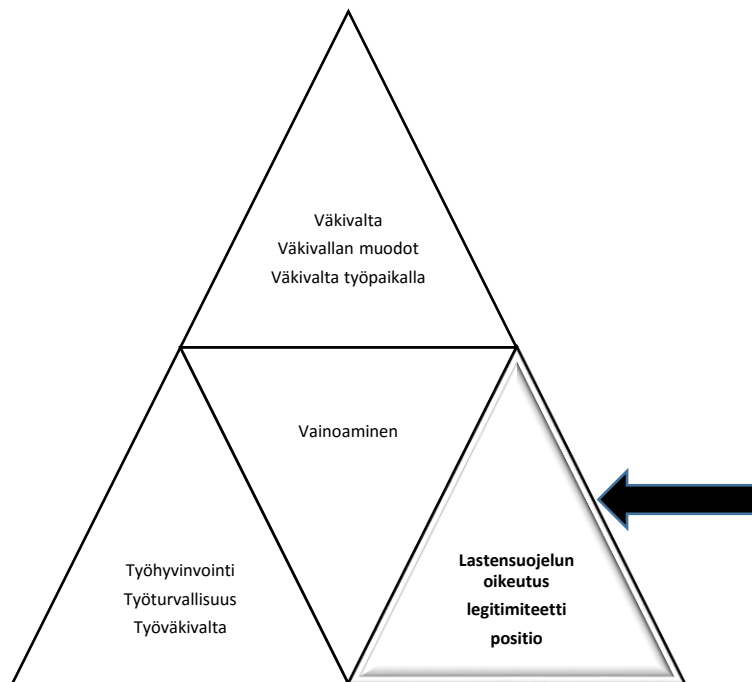 Väkivalta
Väkivallan muodot
Väkivalta työpaikalla
Vainoaminen
Työhyvinvointi
Työturvallisuus
Työväkivalta
Lastensuojelun
oikeutus
legitimiteetti
positio